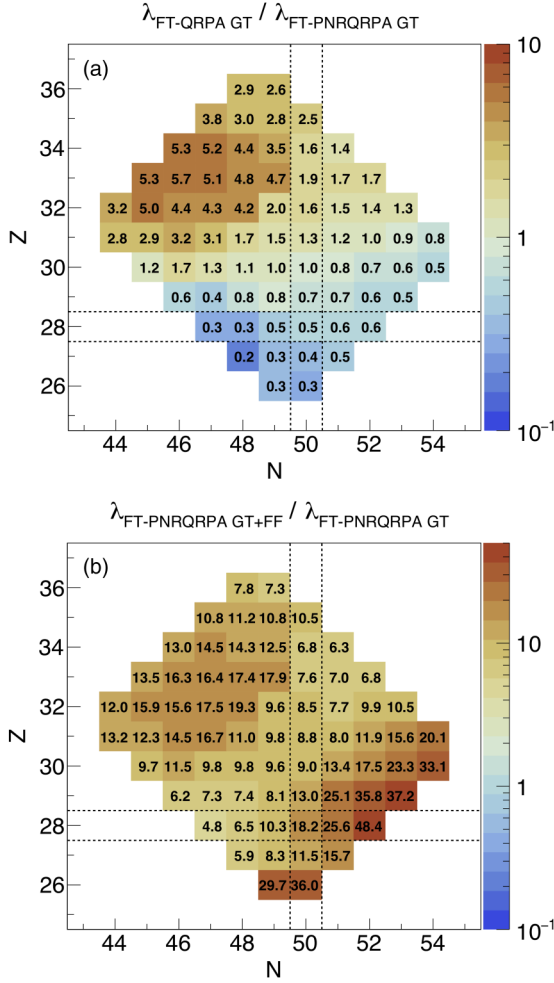 λFT-QRPA GT / λFT-PNRQRPA GT
(a)
36 2.9 2.6 10
3.8 3.0 2.8 2.5
34 5.3 5.2 4.4 3.5 1.6 1.4
5.3 5.7 5.1 4.8 4.7 1.9 1.7 1.7
32 3.2 5.0 4.4 4.3 4.2 2.0 1.6 1.5 1.4 1.3
Z 2.8 2.9 3.2 3.1 1.7 1.5 1.3 1.2 1.0 0.9 0.8 1
30 1.2 1.7 1.3 1.1 1.0 1.0 0.8 0.7 0.6 0.5
0.6 0.4 0.8 0.8 0.7 0.7 0.6 0.5
28 0.3 0.3 0.5 0.5 0.6 0.6
0.2 0.3 0.4 0.5
26 0.3 0.3
10−1
44 46 48 50 52 54
N
λFT-PNRQRPA GT+FF / λFT-PNRQRPA GT
(b)
36 7.8 7.3
10.8 11.2 10.8 10.5
34 13.0 14.5 14.3 12.5 6.8 6.3 10
13.5 16.3 16.4 17.4 17.9 7.6 7.0 6.8
32 12.0 15.9 15.6 17.5 19.3 9.6 8.5 7.7 9.9 10.5
Z 13.2 12.3 14.5 16.7 11.0 9.8 8.8 8.0 11.9 15.6 20.1
30 9.7 11.5 9.8 9.8 9.6 9.0 13.4 17.5 23.3 33.1
6.2 7.3 7.4 8.1 13.0 25.1 35.8 37.2 1
28 4.8 6.5 10.3 18.2 25.6 48.4
5.9 8.3 11.5 15.7
26 29.7 36.0
10−1
44 46 48 50 52 54
N